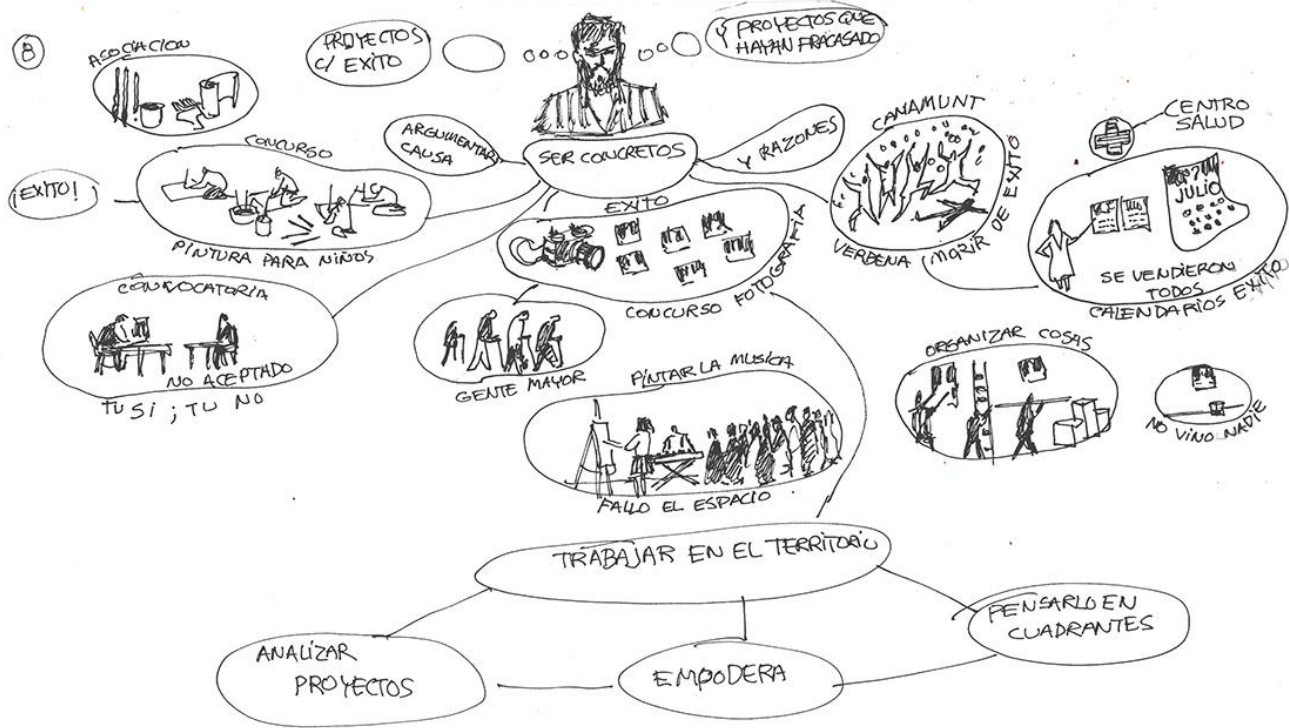 B
ASOCIACION
PROYECTOS
C/ EXITO
Y PROYECTOS QUE
HAYAN FRACASADO
ARGUMENTAR
CAUSA
SER CONCRETOS
Y RAZONES
CANAMUNT
VERBENA MORIR DE EXITO
CENTRO
SALUD
JULIO
SE VENDIERON
TODOS
CALENDARIOS EXITO
¡EXITO!
CONCURSO
PINTURA PARA NIÑOS
EXITO
CONCURSO FOTOGRAFIA
CONVOCATORIA
NO ACEPTADO
TU SI ; TU NO
GENTE MAYOR
PINTAR LA MUSICA
FALLO EL ESPACIO
ORGANIZAR COSAS
NO VINO NADIE
TRABAJAR EN EL TERRITORIO
ANALIZAR
PROYECTOS
EMPODERA
PENSARLO EN
CUADRANTES